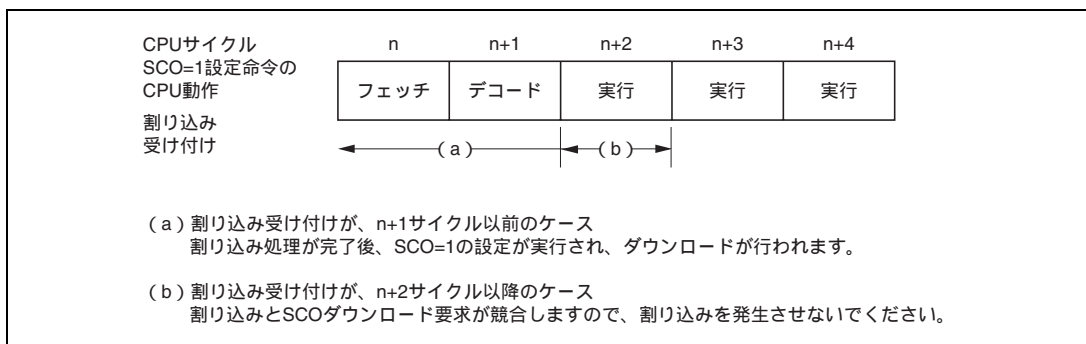 CPUサイクル n n+1 n+2 n+3 n+4
SCO=1設定命令の
CPU動作 フェッチ デコード 実行 実行 実行
割り込み
受け付け (a) (b)
(a)割り込み受け付けが、n+1サイクル以前のケース
割り込み処理が完了後、SCO=1の設定が実行され、ダウンロードが行われます。
(b)割り込み受け付けが、n+2サイクル以降のケース
割り込みとSCOダウンロード要求が競合しますので、割り込みを発生させないでください。